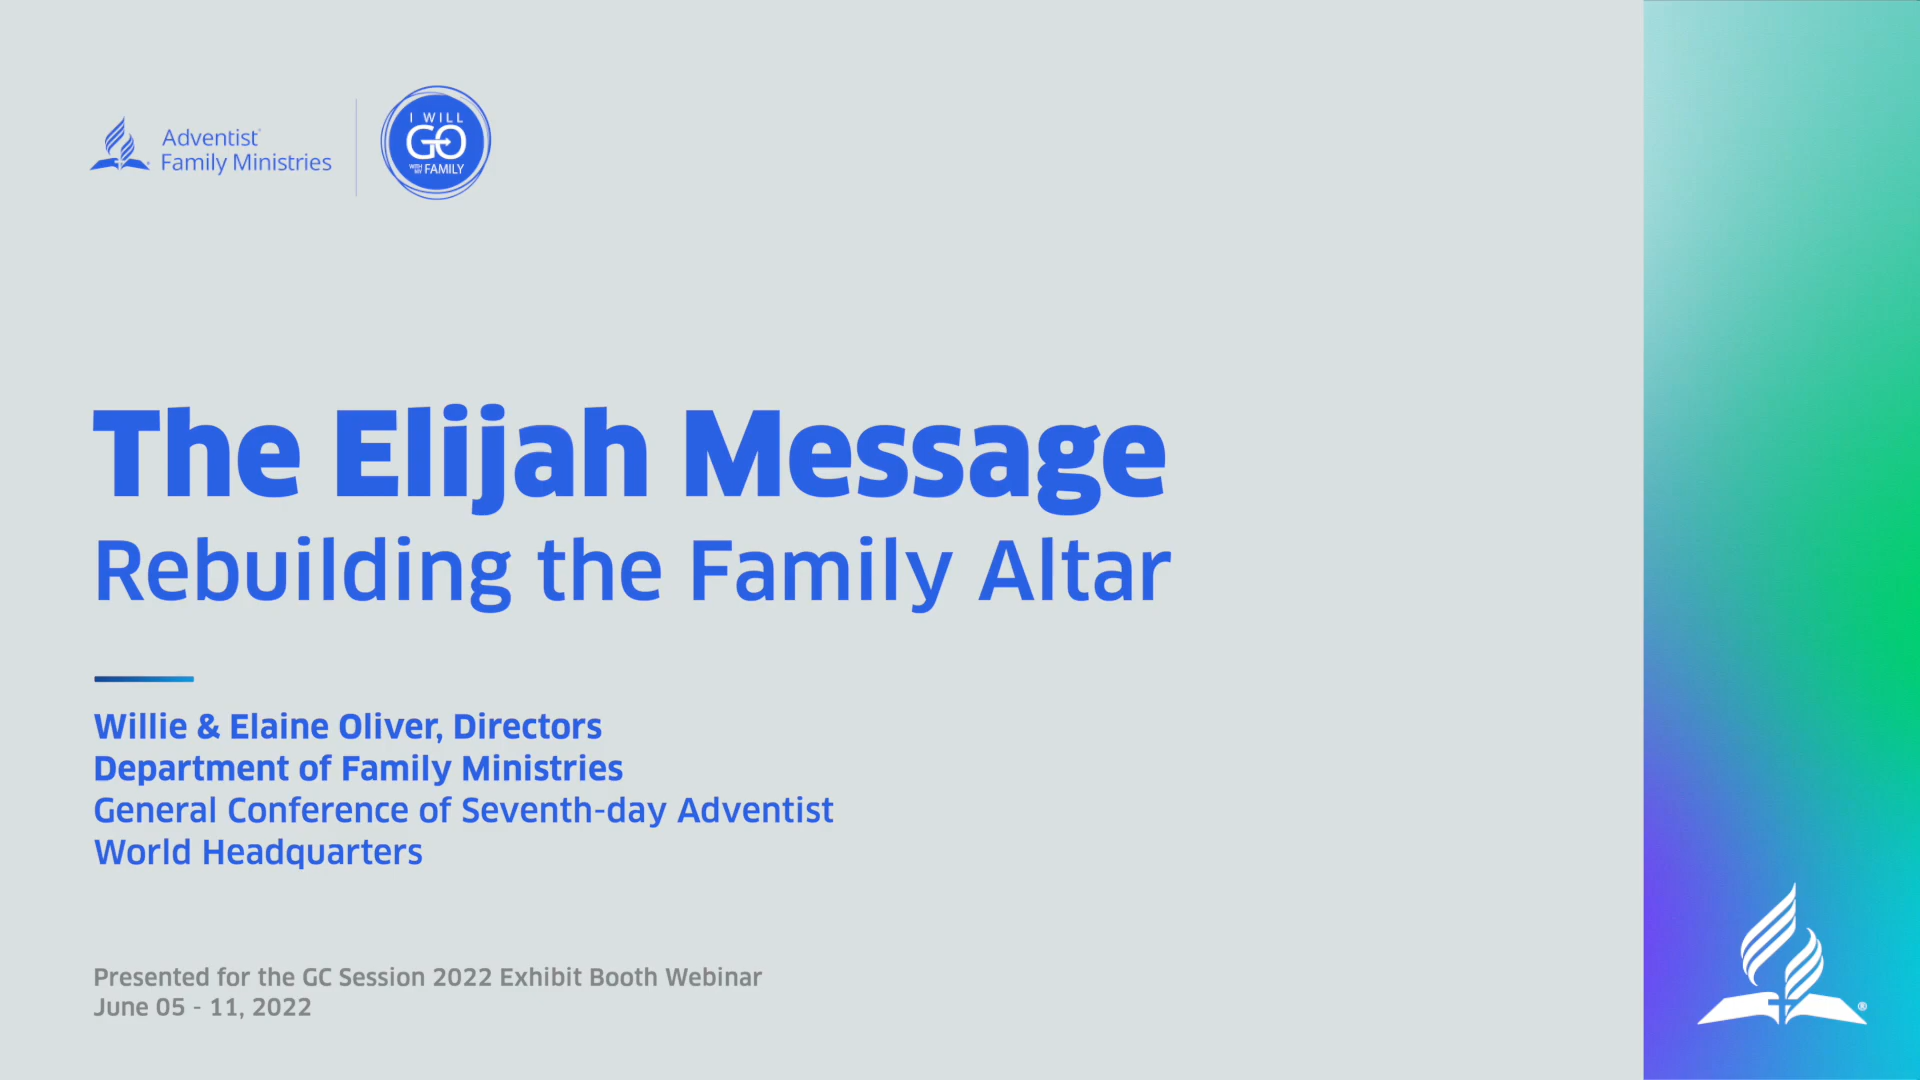 Adventist
Family Ministries
I WILL
GO
WITH MY FAMILY
The Elijah Message
Rebuilding the Family Altar
Willie & Elaine Oliver, Directors
Department of Family Ministries
General Conference of Seventh-day Adventist
World Headquarters
Presented for the GC Session 2022 Exhibit Booth Webinar
June 05 - 11, 2022
®